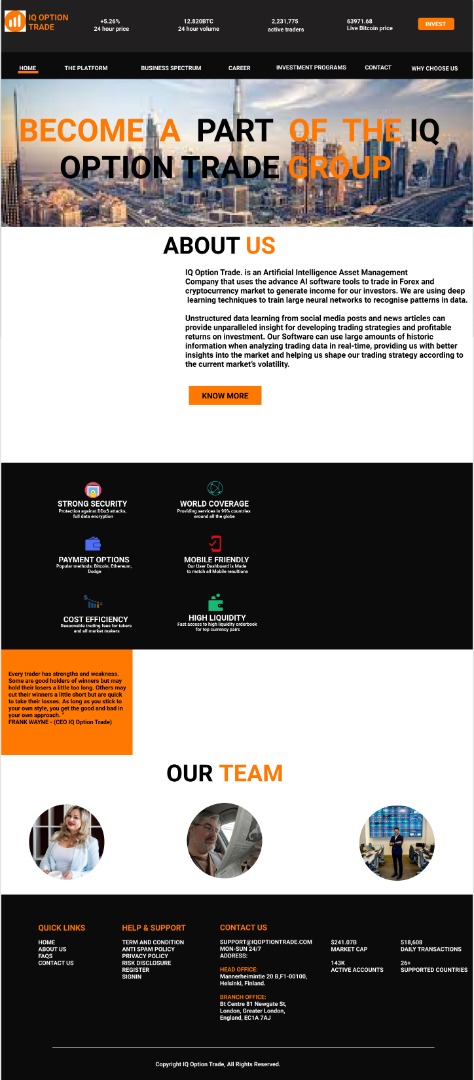 IQ OPTION
TRADE
+5.26%
24 hour price
12.820BTC
24 hour volume
2,231,775
active traders
63971.68
Live Bitcoin price
INVEST
HOME
THE PLATFORM
BUSINESS SPECTRUM
CAREER
INVESTMENT PROGRAMS
CONTACT
WHY CHOOSE US
BECOME A PART OF THE IQ
OPTION TRADE GROUP
ABOUT US
IQ Option Trade. is an Artificial Intelligence Asset Management
Company that uses the advance AI software tools to trade in Forex and
cryptocurrency market to generate income for our investors. We are using deep
learning techniques to train large neural networks to recognise patterns in data.
Unstructured data learning from social media posts and news articles can
provide unparalleled insight for developing trading strategies and profitable
returns on investment. Our Software can use large amounts of historic
information when analyzing trading data in real-time, providing us with better
insights into the market and helping us shape our trading strategy according to
the current market's volatility.
KNOW MORE
STRONG SECURITY
Protection against DDoS attacks,
full data encryption
WORLD COVERAGE
Providing services in 99% countries
around all the globe
PAYMENT OPTIONS
Popular methods: Bitcoin, Ethereum,
Dodge
MOBILE FRIENDLY
Our User Dashboard is Made
to match all Mobile resultions
COST EFFICIENCY
Reasonable trading fees for takers
and all market makers
HIGH LIQUIDITY
Fast access to high liquidity orderbook
for top currency pairs
Every trader has strengths and weakness.
Some are good holders of winners but may
hold their losers a little too long. Others may
cut their winners a little short but are quick
to take their losses. As long as you stick to
your own style, you get the good and bad in
your own approach. "
FRANK WAYNE - (CEO IQ Option Trade)
OUR TEAM
QUICK LINKS
HOME
ABOUT US
FAQS
CONTACT US
HELP & SUPPORT
TERM AND CONDITION
ANTI SPAM POLICY
PRIVACY POLICY
RISK DISCLOSURE
REGISTER
SIGNIN
CONTACT US
SUPPORT@IQOPTIONTRADE.COM
MON-SUN 24/7
ADDRESS:
HEAD OFFICE:
Mannerheimintie 20 B,F1-00100,
Helsinki, Finland.
BRANCH OFFICE:
Bt Centre 81 Newgate St,
London, Greater London,
England, EC1A 7AJ
$241.07B
MARKET CAP
518,608
DAILY TRANSACTIONS
143K
ACTIVE ACCOUNTS
26+
SUPPORTED COUNTRIES
Copyright IQ Option Trade, All Rights Reserved.